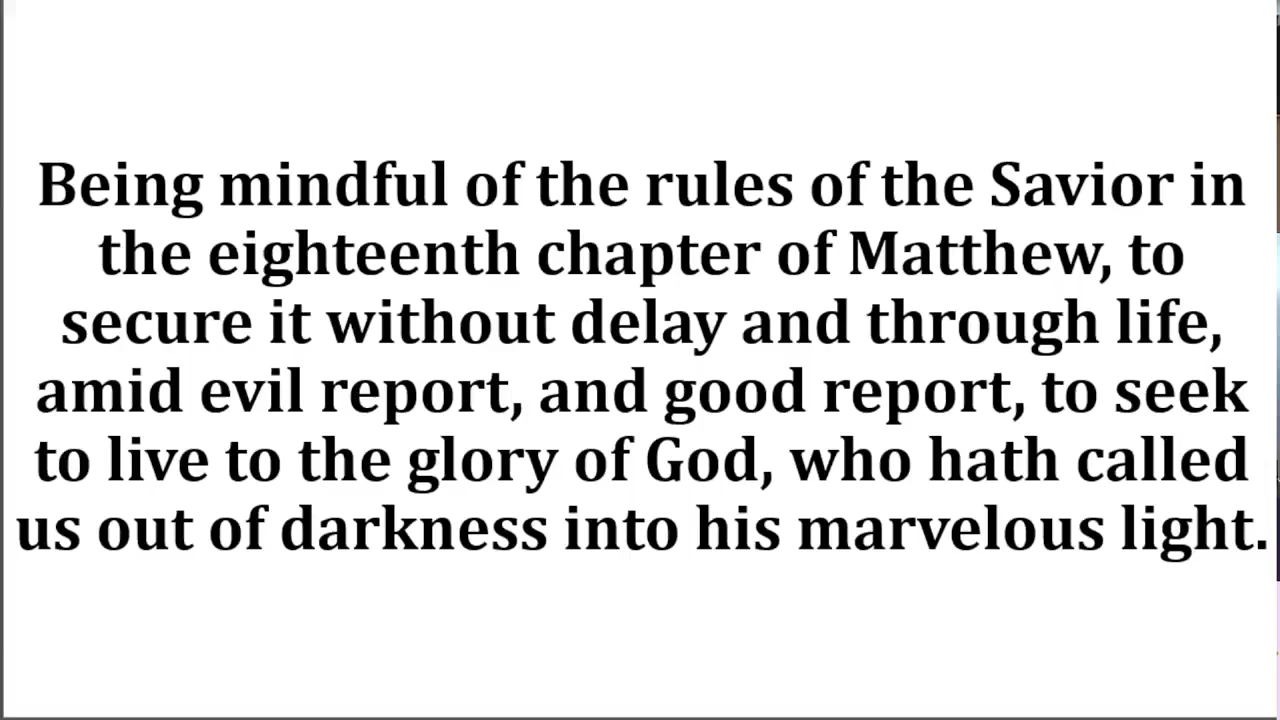 Being mindful of the rules of the Savior in
the eighteenth chapter of Matthew, to
secure it without delay and through life,
amid evil report, and good report, to seek
to live to the glory of God, who hath called
us out of darkness into his marvelous light.